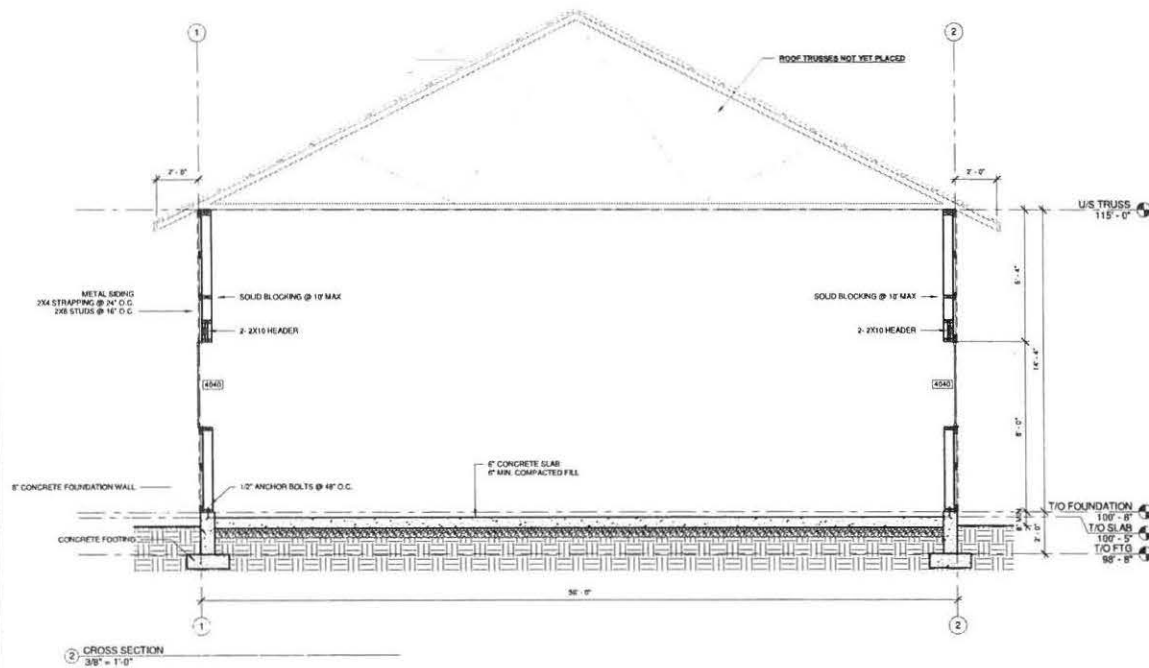 1
2
ROOF TRUSSES NOT YET PLACED
2' - 0"
U/S TRUSS
115' - 0"
METAL SIDING
2X4 STRAPPING @ 24" O.C.
2X6 STUDS @ 16" O.C.
SOLID BLOCKING @ 10' MAX
SOLID BLOCKING @ 10' MAX
2- 2X10 HEADER
2- 2X10 HEADER
14' - 4"
4040
4040
6" CONCRETE SLAB
6" MIN. COMPACTED FILL
8" CONCRETE FOUNDATION WALL
1/2" ANCHOR BOLTS @ 48" O.C.
T/O FOUNDATION
100' - 8"
T/O SLAB
100' - 5"
T/O FTG
98' - 8"
2' - 0"
CONCRETE FOOTING
1
2
2 CROSS SECTION
3/8" = 1'-0"